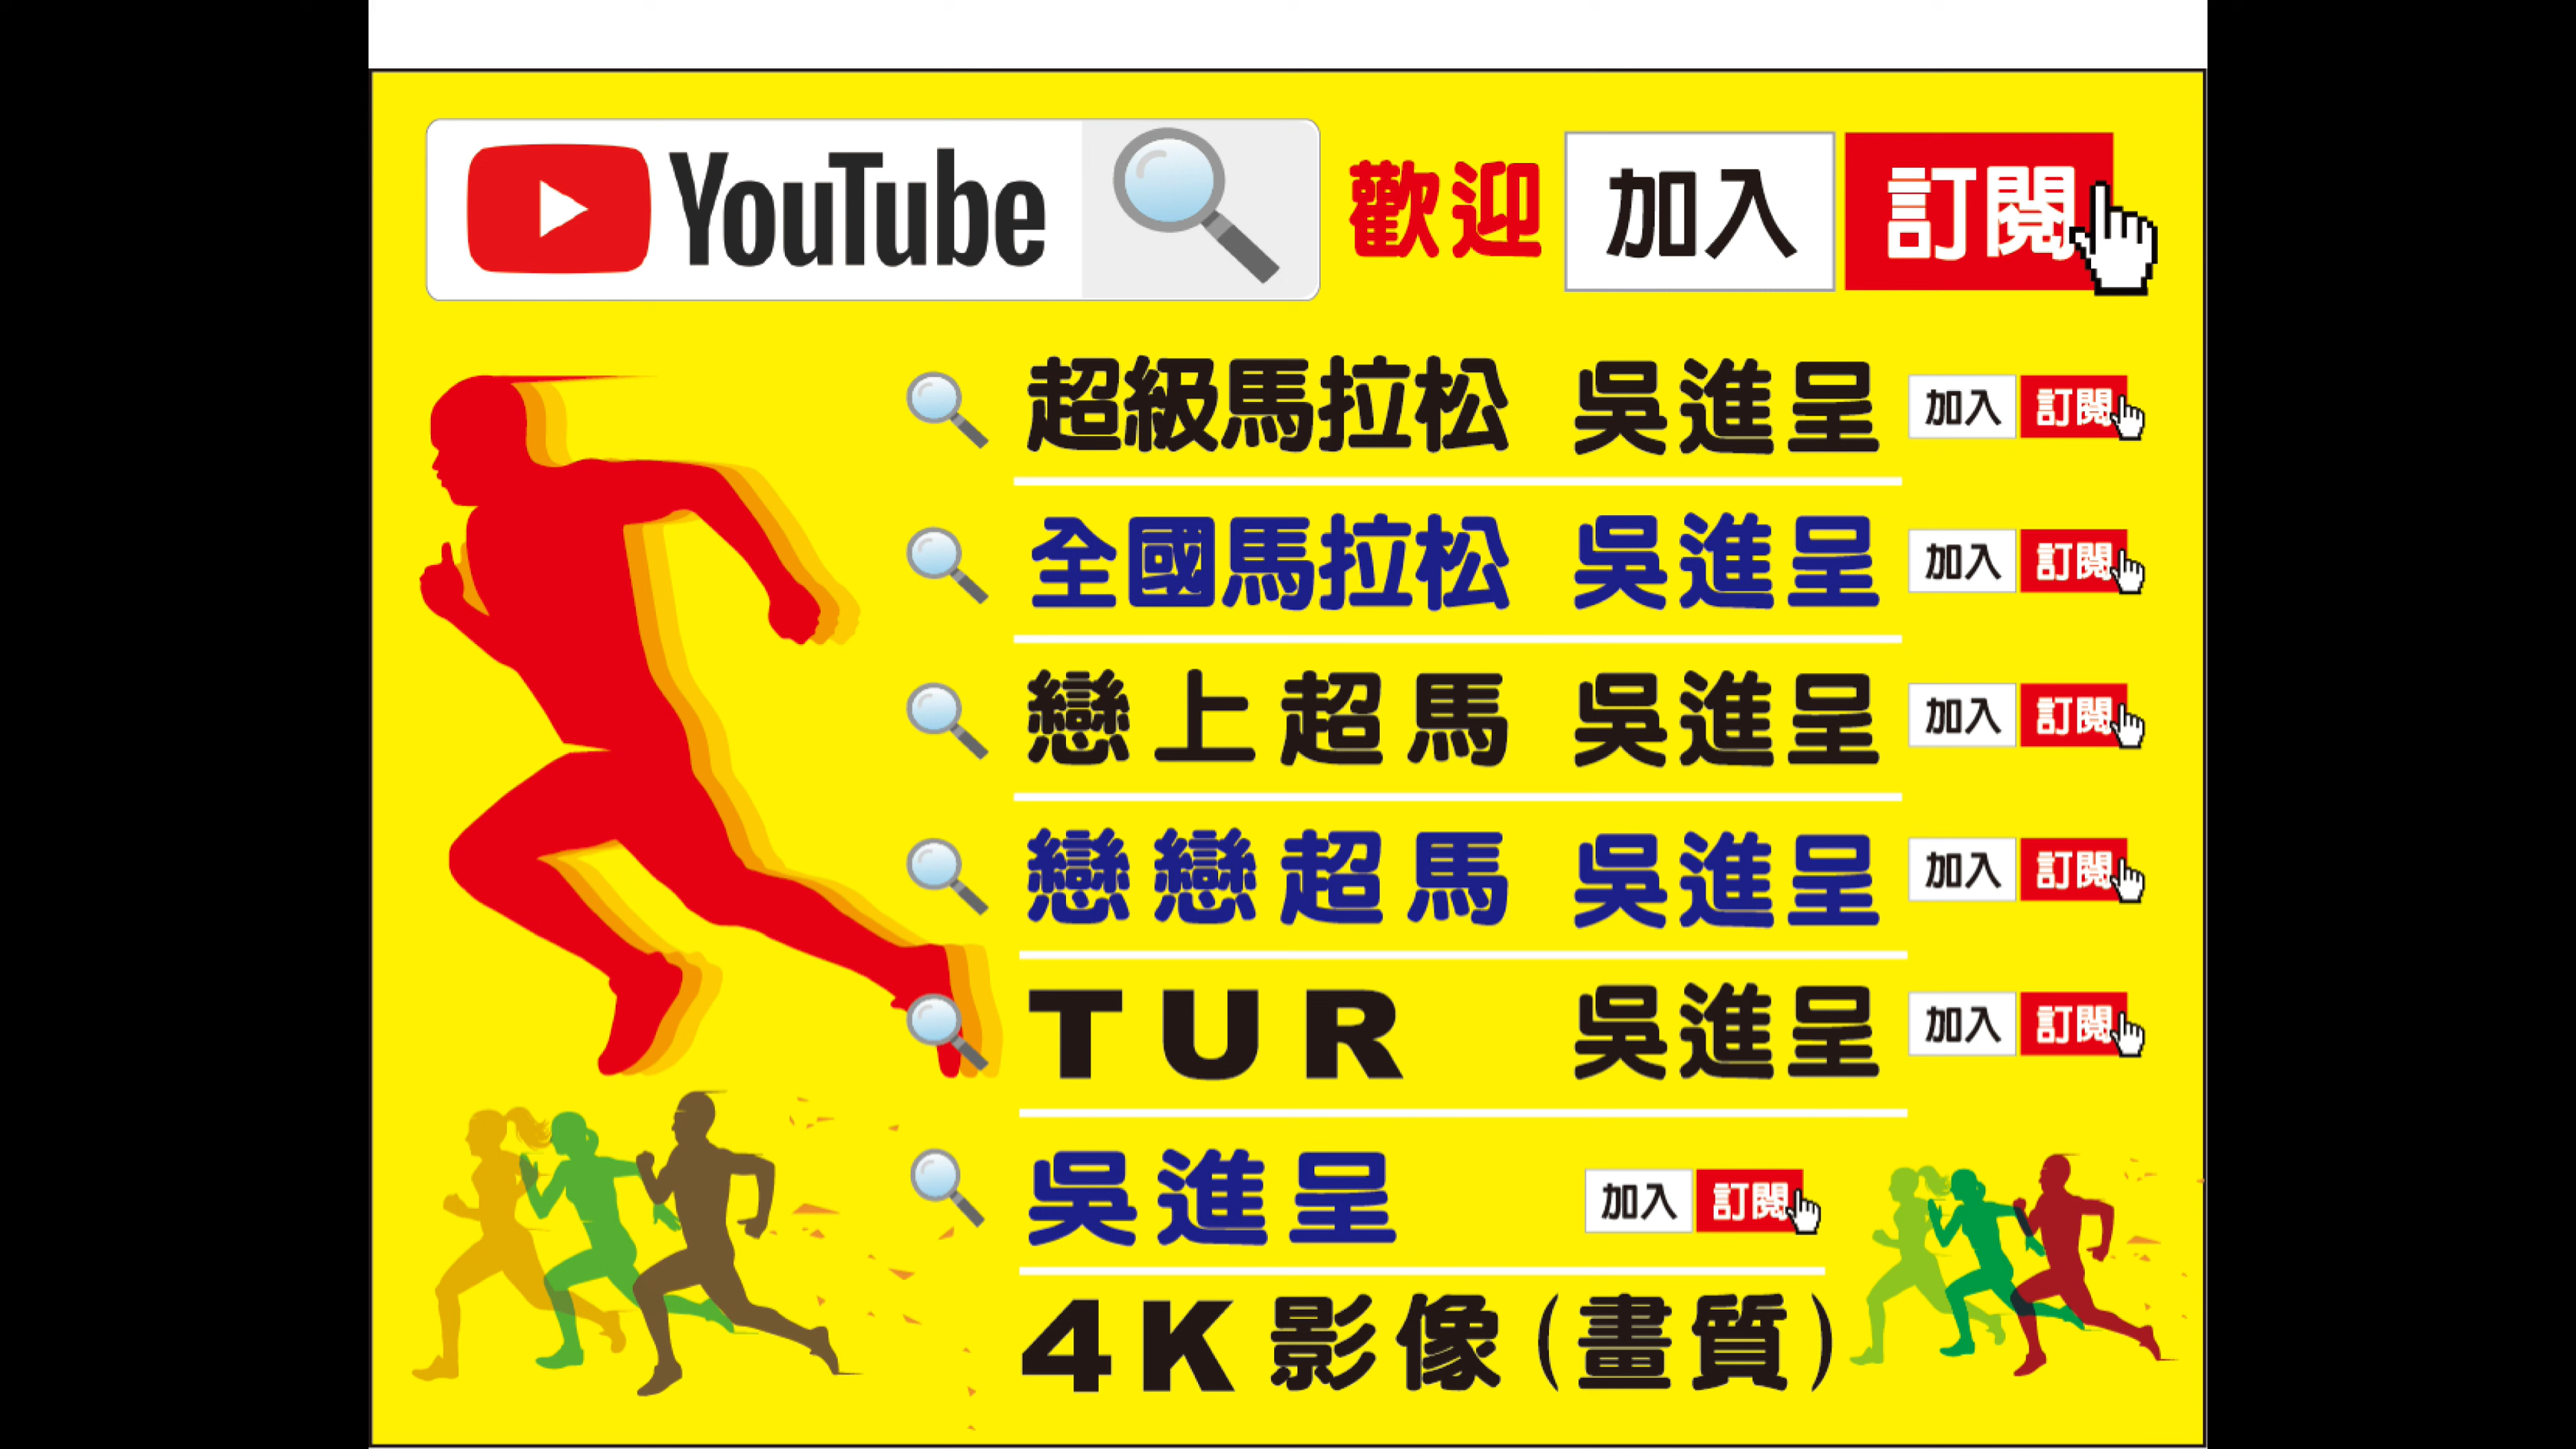 YouTube 歡迎 加入 訂閱
超級馬拉松 吳進呈 加入 訂閱
全國馬拉松 吳進呈 加入 訂閱
戀上超馬 吳進呈 加入 訂閱
戀戀超馬 吳進呈 加入 訂閱
TUR 吳進呈 加入 訂閱
吳進呈 加入 訂閱
4K影像(畫質)